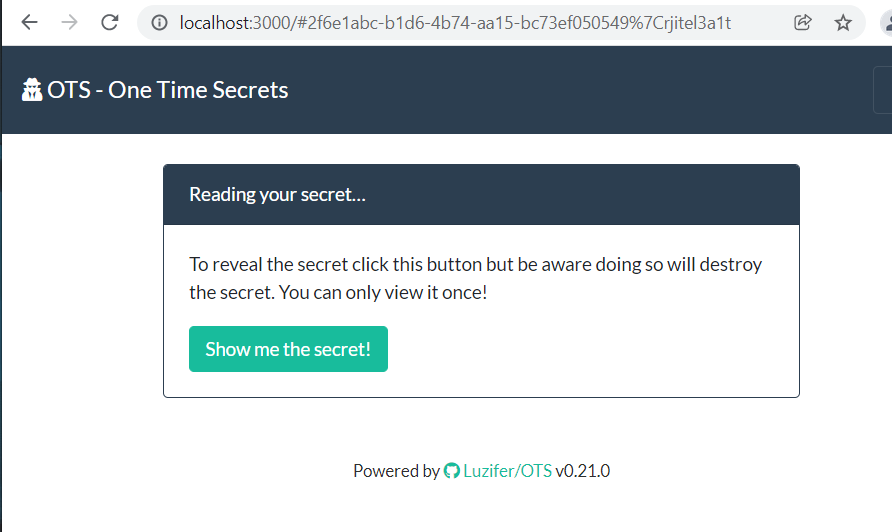 localhost:3000/#2f6e1abc-b1d6-4b74-aa15-bc73ef050549%7Crjitel3a1t
OTS - One Time Secrets
Reading your secret...
To reveal the secret click this button but be aware doing so will destroy
the secret. You can only view it once!
Show me the secret!
Powered by Luzifer/OTS v0.21.0